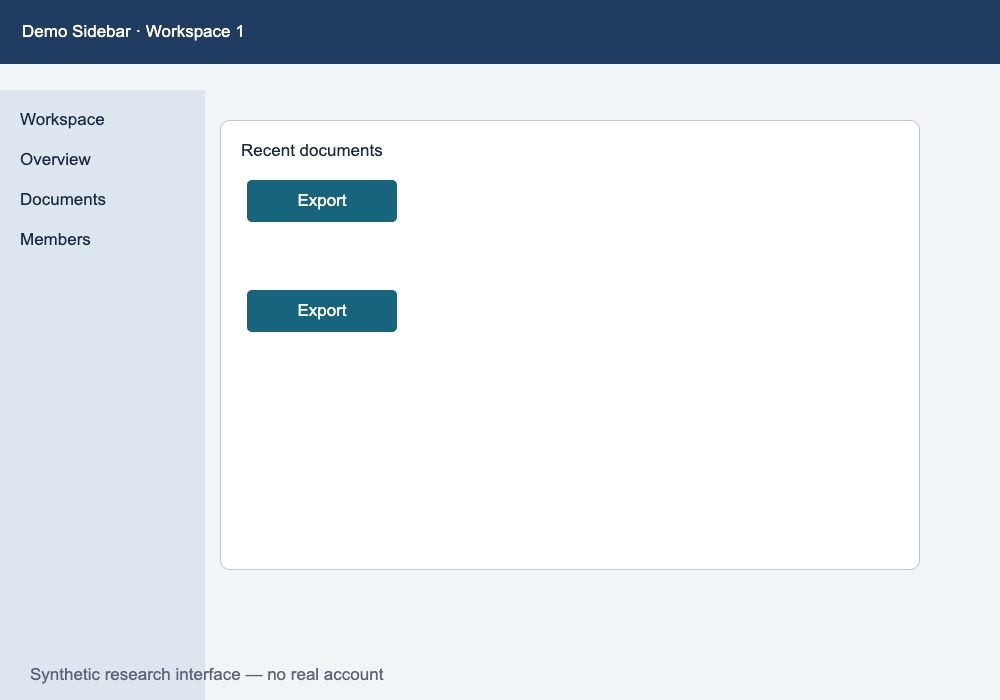 Demo Sidebar · Workspace 1
Workspace
Overview
Documents
Members
Recent documents
Export
Export
Synthetic research interface — no real account